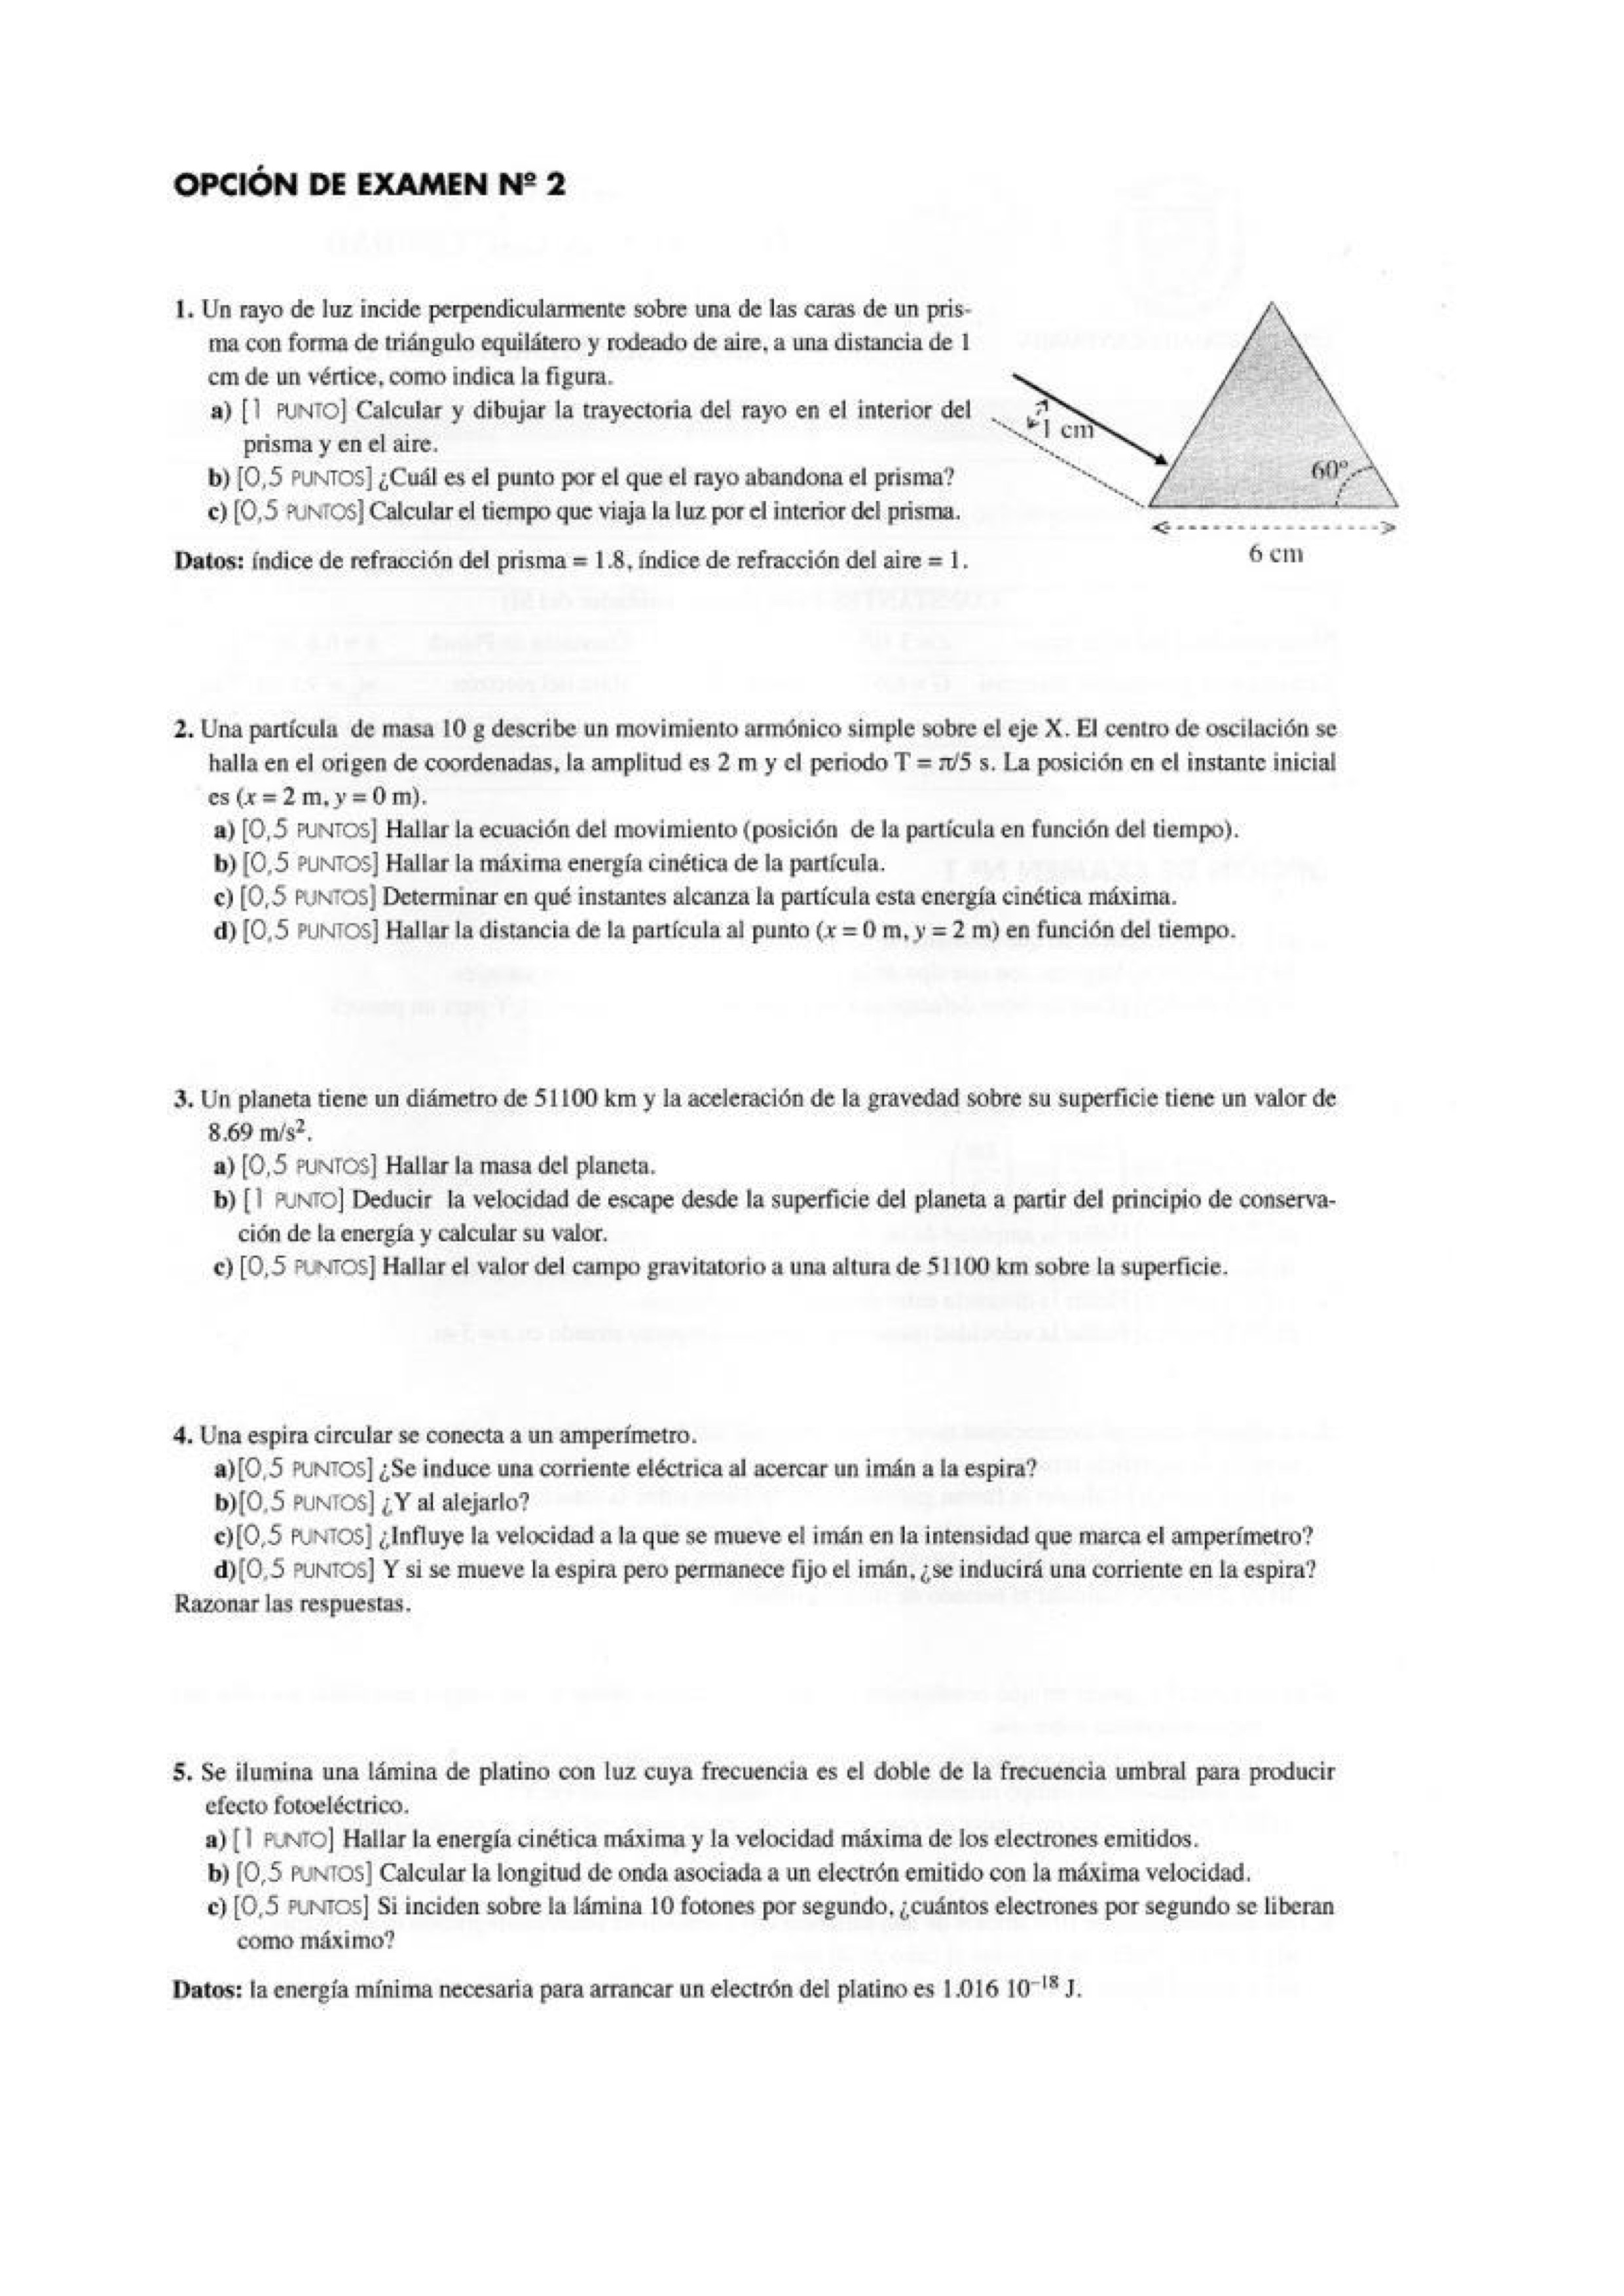 OPCIÓN DE EXAMEN Nº 2
1. Un rayo de luz incide perpendicularmente sobre una de las caras de un pris-
ma con forma de triángulo equilátero y rodeado de aire, a una distancia de 1
cm de un vértice, como indica la figura.
a) [1 PUNTO] Calcular y dibujar la trayectoria del rayo en el interior del
prisma y en el aire.
b) [0,5 PUNTOS] ¿Cuál es el punto por el que el rayo abandona el prisma?
c) [0,5 PUNTOS] Calcular el tiempo que viaja la luz por el interior del prisma.
Datos: índice de refracción del prisma = 1.8, índice de refracción del aire = 1.
1 cm
60º
6 cm
2. Una partícula de masa 10 g describe un movimiento armónico simple sobre el eje X. El centro de oscilación se
halla en el origen de coordenadas, la amplitud es 2 m y el periodo T = π/5 s. La posición en el instante inicial
es (x = 2 m, y = 0 m).
a) [0,5 PUNTOS] Hallar la ecuación del movimiento (posición de la partícula en función del tiempo).
b) [0,5 PUNTOS] Hallar la máxima energía cinética de la partícula.
c) [0,5 PUNTOS] Determinar en qué instantes alcanza la partícula esta energía cinética máxima.
d) [0,5 PUNTOS] Hallar la distancia de la partícula al punto (x = 0 m, y = 2 m) en función del tiempo.
3. Un planeta tiene un diámetro de 51100 km y la aceleración de la gravedad sobre su superficie tiene un valor de
8.69 m/s².
a) [0,5 PUNTOS] Hallar la masa del planeta.
b) [1 PUNTO] Deducir la velocidad de escape desde la superficie del planeta a partir del principio de conserva-
ción de la energía y calcular su valor.
c) [0,5 PUNTOS] Hallar el valor del campo gravitatorio a una altura de 51100 km sobre la superficie.
4. Una espira circular se conecta a un amperímetro.
a)[0,5 PUNTOS] ¿Se induce una corriente eléctrica al acercar un imán a la espira?
b)[0,5 PUNTOS] ¿Y al alejarlo?
c)[0,5 PUNTOS] ¿Influye la velocidad a la que se mueve el imán en la intensidad que marca el amperímetro?
d)[0,5 PUNTOS] Y si se mueve la espira pero permanece fijo el imán, ¿se inducirá una corriente en la espira?
Razonar las respuestas.
5. Se ilumina una lámina de platino con luz cuya frecuencia es el doble de la frecuencia umbral para producir
efecto fotoeléctrico.
a) [1 PUNTO] Hallar la energía cinética máxima y la velocidad máxima de los electrones emitidos.
b) [0,5 PUNTOS] Calcular la longitud de onda asociada a un electrón emitido con la máxima velocidad.
c) [0,5 PUNTOS] Si inciden sobre la lámina 10 fotones por segundo, ¿cuántos electrones por segundo se liberan
como máximo?
Datos: la energía mínima necesaria para arrancar un electrón del platino es 1.016 10⁻¹⁸ J.